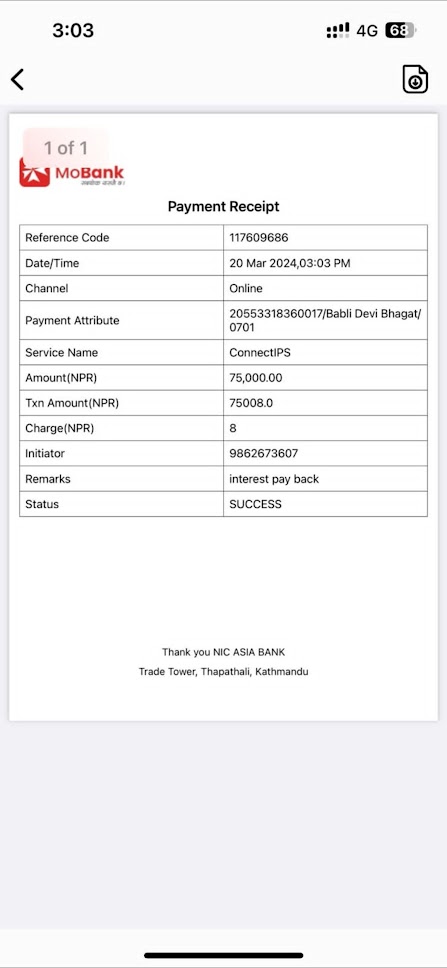 3:03
4G 68
1 of 1
MoBank
Payment Receipt
Reference Code 117609686
Date/Time 20 Mar 2024,03:03 PM
Channel Online
Payment Attribute 20553318360017/Babli Devi Bhagat/
0701
Service Name ConnectIPS
Amount(NPR) 75,000.00
Txn Amount(NPR) 75008.0
Charge(NPR) 8
Initiator 9862673607
Remarks interest pay back
Status SUCCESS
Thank you NIC ASIA BANK
Trade Tower, Thapathali, Kathmandu